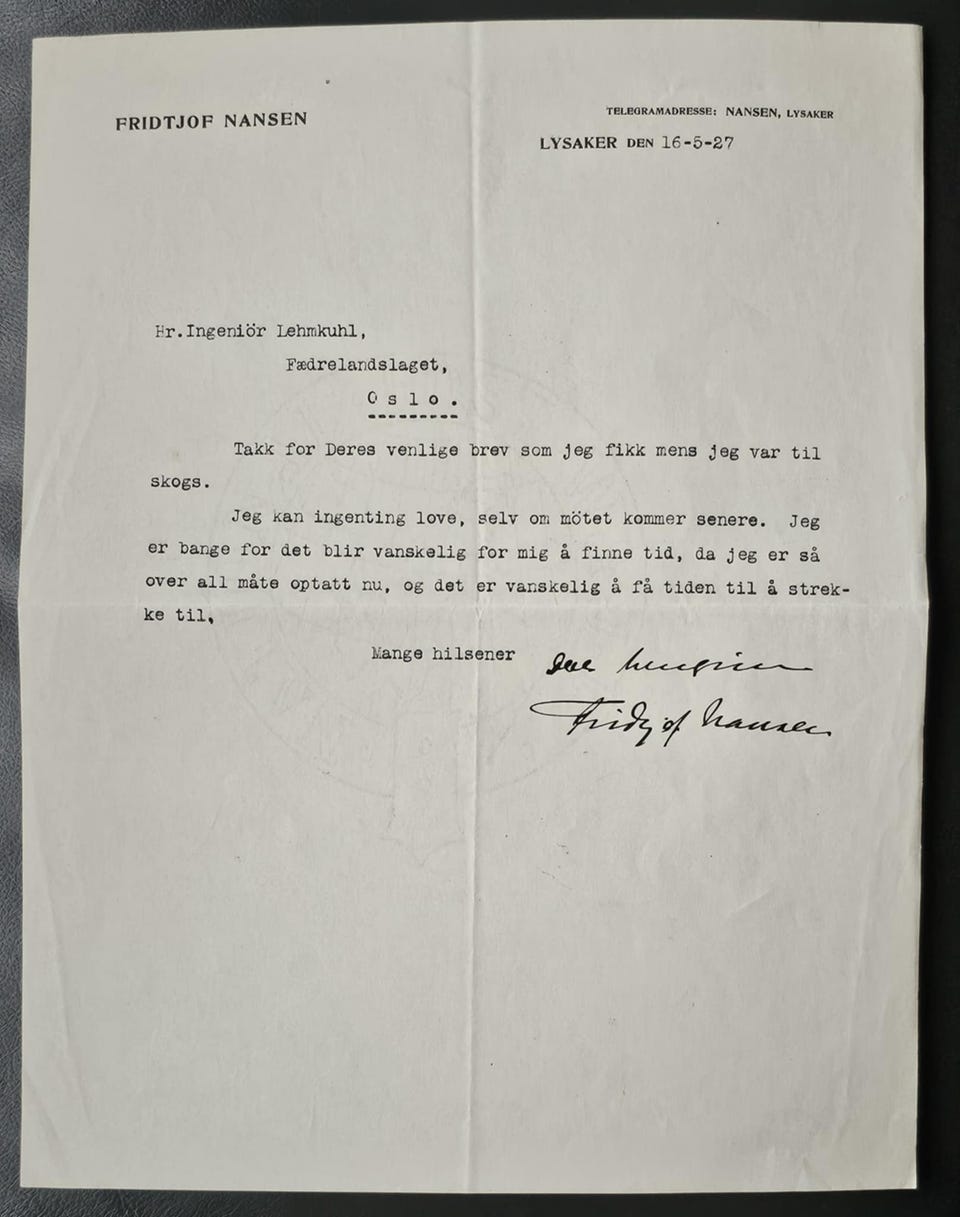 FRIDTJOF NANSEN
TELEGRAMADRESSE: NANSEN, LYSAKER
LYSAKER DEN 16-5-27
Hr.Ingeniör Lehmkuhl,
Fædrelandslaget,
Oslo.
Takk for Deres venlige brev som jeg fikk mens jeg var til
skogs.
Jeg kan ingenting love, selv om mötet kommer senere. Jeg
er bange for det blir vanskelig for mig å finne tid, da jeg er så
over all måte optatt nu, og det er vanskelig å få tiden til å strek-
ke til,
Mange hilsener
Fridtjof Nansen